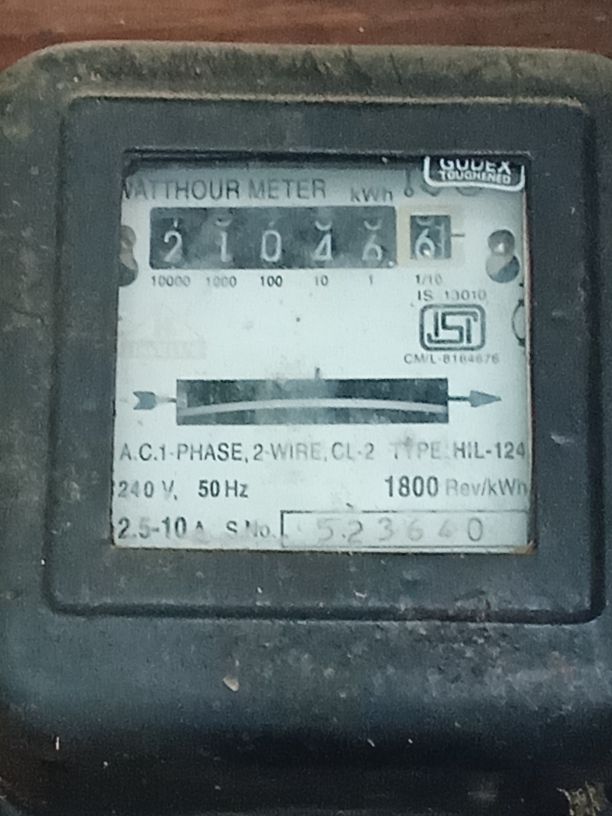 GODEX
TOUGHENED
WATTHOUR METER kWh
2 1 0 4 6 . 6
10000 1000 100 10 1 1/10
IS 13010
ISI
CM/L-8164676
A.C.1-PHASE, 2-WIRE, CL-2 TYPE: HIL-124
240 V, 50 Hz 1800 Rev/kWh
2.5-10 A S.No. 523640